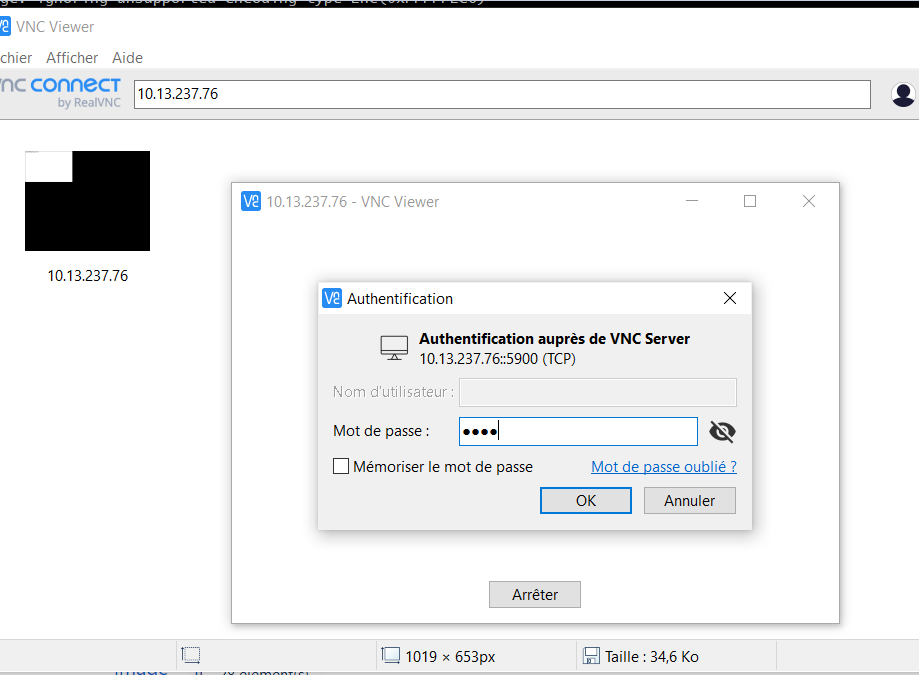 VNC Viewer
chier Afficher Aide
nc connect
by RealVNC
10.13.237.76
10.13.237.76
10.13.237.76 - VNC Viewer
Authentification
Authentification auprès de VNC Server
10.13.237.76::5900 (TCP)
Nom d'utilisateur :
Mot de passe : ●●●●
Mémoriser le mot de passe Mot de passe oublié ?
OK Annuler
Arrêter
1019 × 653px Taille : 34,6 Ko